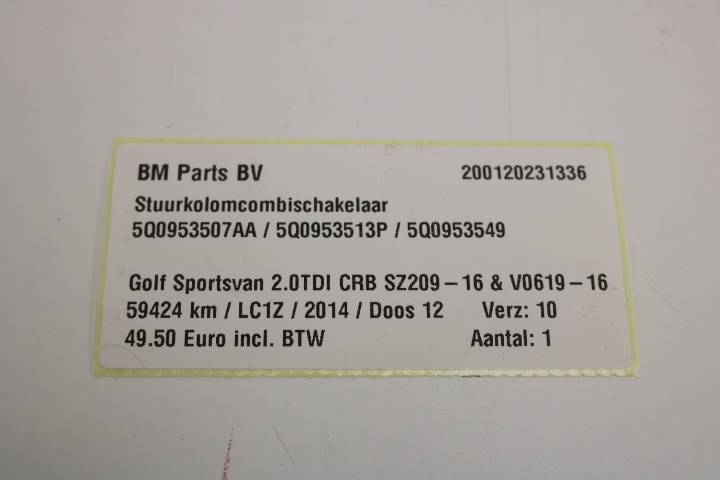 BM Parts BV 200120231336
Stuurkolomcombischakelaar
5Q0953507AA / 5Q0953513P / 5Q0953549
Golf Sportsvan 2.0TDI CRB SZ209-16 & V0619-16
59424 km / LC1Z / 2014 / Doos 12 Verz: 10
49.50 Euro incl. BTW Aantal: 1